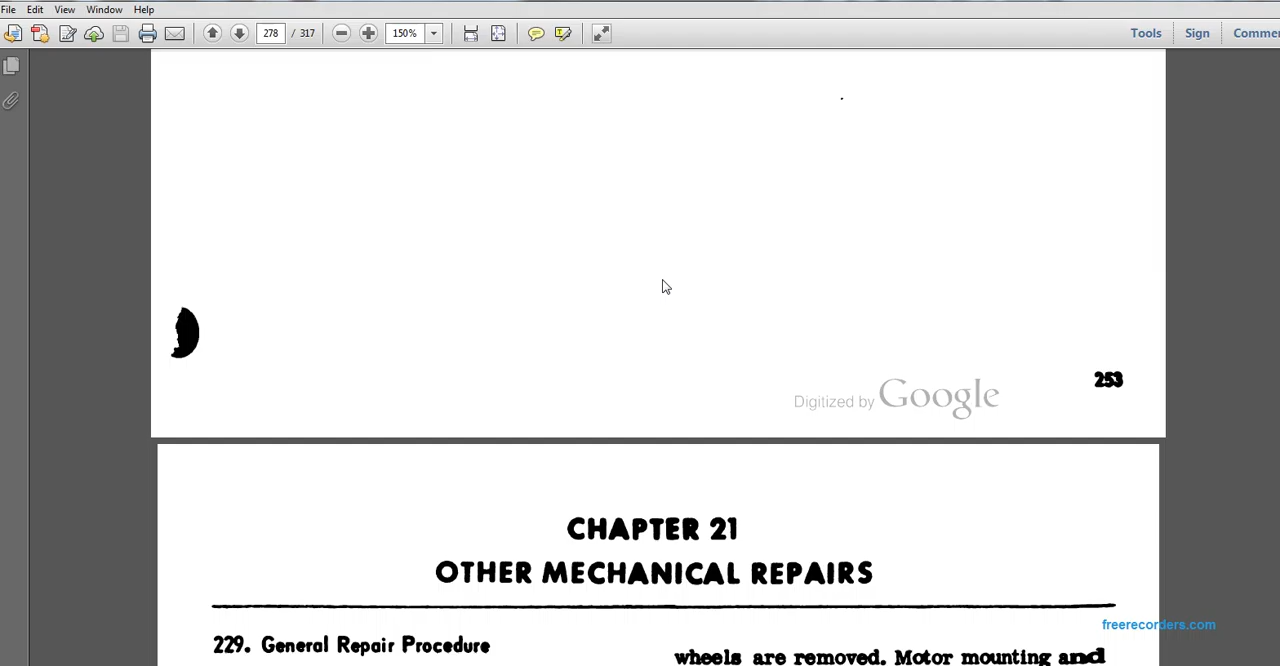 File Edit View Window Help
278 / 317 150% Tools Sign
253
Digitized by Google
CHAPTER 21
OTHER MECHANICAL REPAIRS
229. General Repair Procedure
wheels are removed. Motor mounting and
freerecorders.com